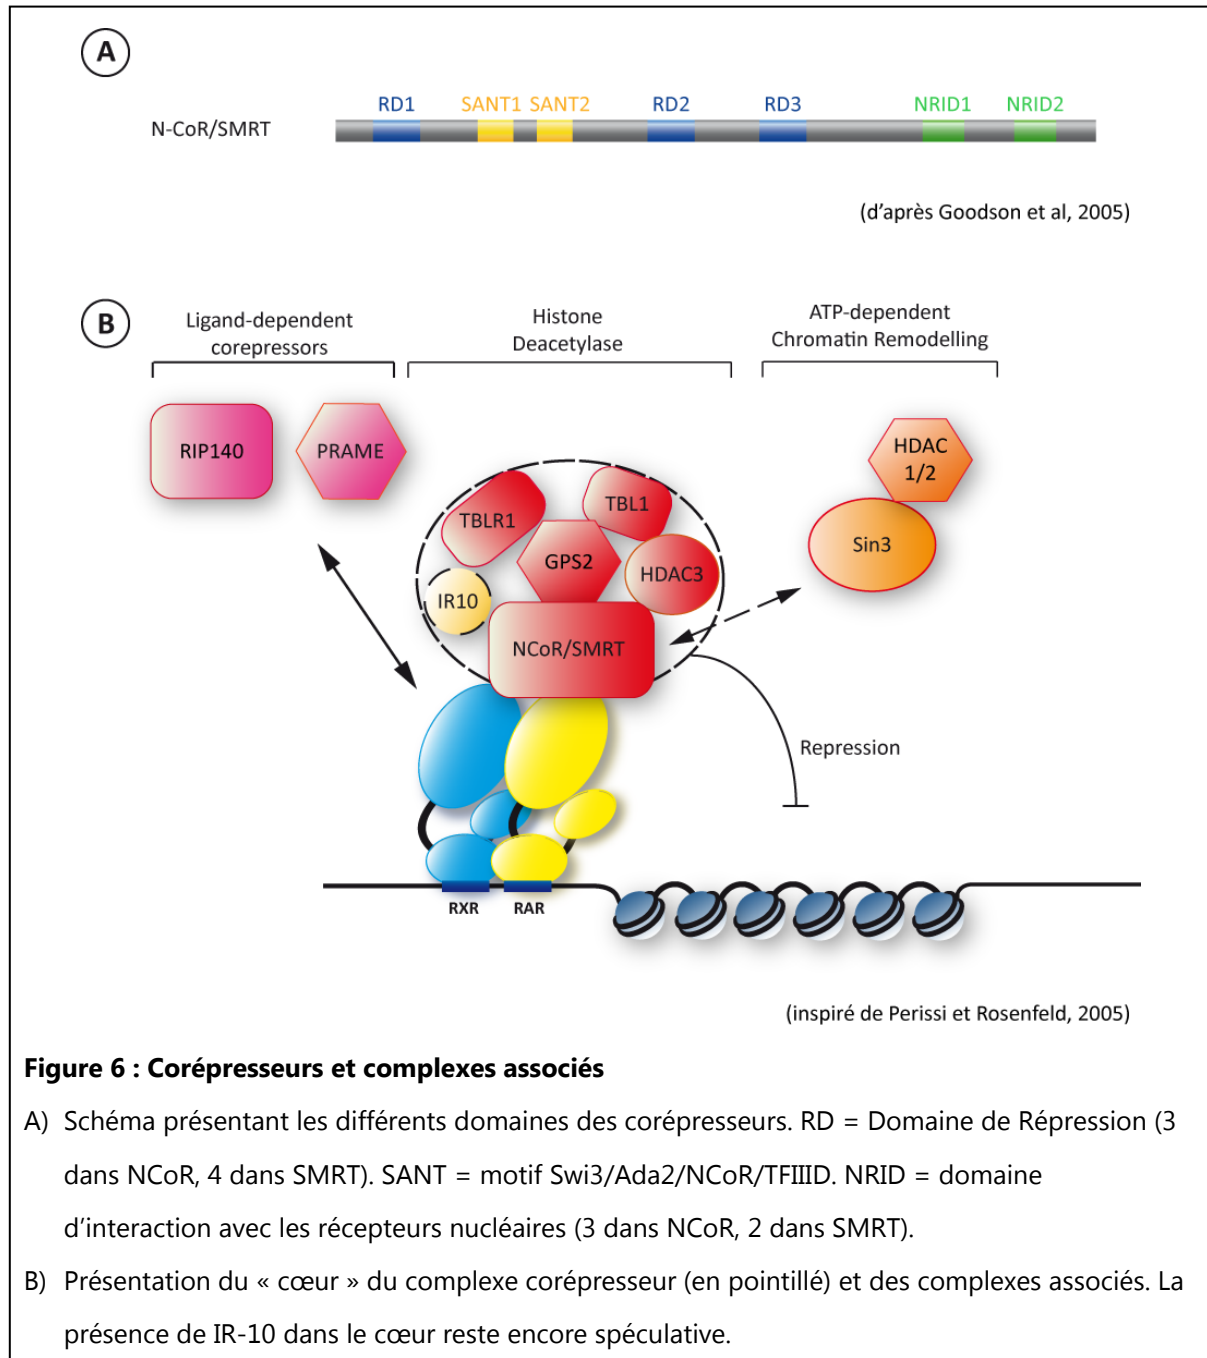 A
RD1 SANT1 SANT2 RD2 RD3 NRID1 NRID2
N-CoR/SMRT
(d'après Goodson et al, 2005)
B
Ligand-dependent
corepressors
Histone
Deacetylase
ATP-dependent
Chromatin Remodelling
RIP140
PRAME
HDAC
1/2
TBLR1
TBL1
Sin3
GPS2
HDAC3
IR10
NCoR/SMRT
Repression
RXR
RAR
(inspiré de Perissi et Rosenfeld, 2005)
Figure 6 : Corépresseurs et complexes associés
A) Schéma présentant les différents domaines des corépresseurs. RD = Domaine de Répression (3
dans NCoR, 4 dans SMRT). SANT = motif Swi3/Ada2/NCoR/TFIIID. NRID = domaine
d'interaction avec les récepteurs nucléaires (3 dans NCoR, 2 dans SMRT).
B) Présentation du « cœur » du complexe corépresseur (en pointillé) et des complexes associés. La
présence de IR-10 dans le cœur reste encore spéculative.